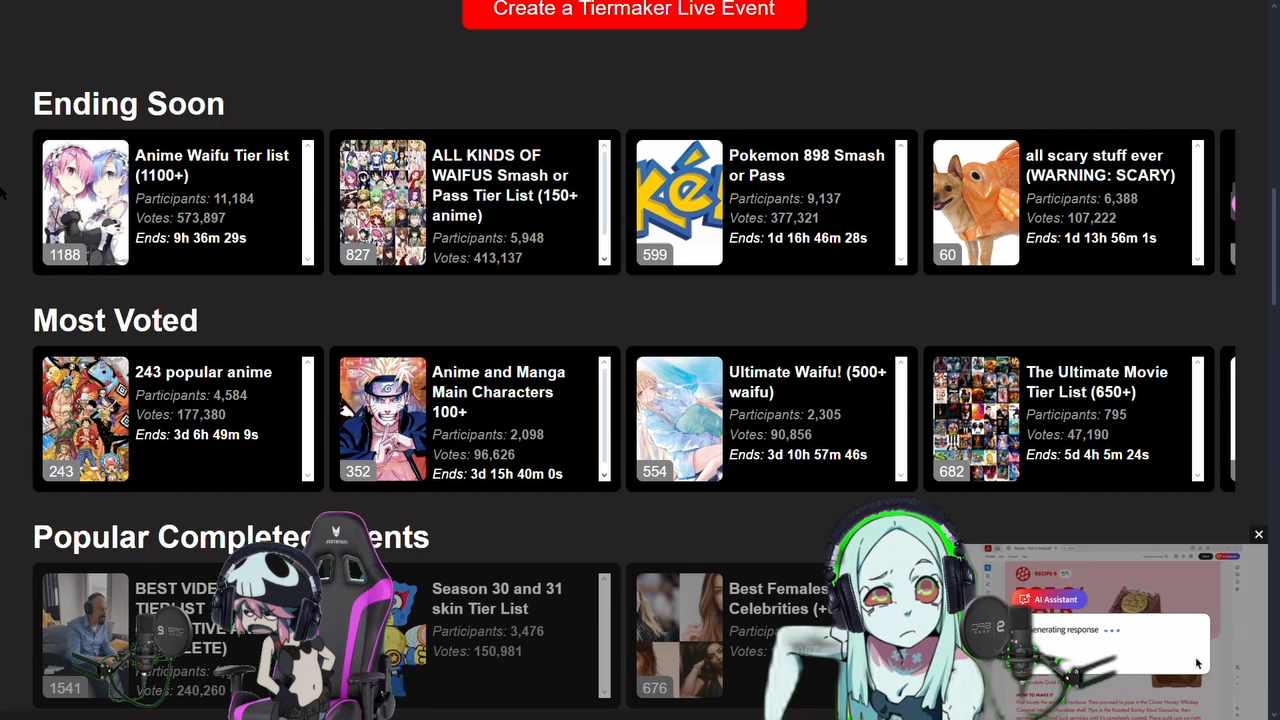 Create a Tiermaker Live Event
Ending Soon
Anime Waifu Tier list
(1100+)
Participants: 11,184
Votes: 573,897
Ends: 9h 36m 29s
1188
ALL KINDS OF
WAIFUS Smash or
Pass Tier List (150+
anime)
Participants: 5,948
Votes: 413,137
827
Pokemon 898 Smash
or Pass
Participants: 9,137
Votes: 377,321
Ends: 1d 16h 46m 28s
599
all scary stuff ever
(WARNING: SCARY)
Participants: 6,388
Votes: 107,222
Ends: 1d 13h 56m 1s
60
Most Voted
243 popular anime
Participants: 4,584
Votes: 177,380
Ends: 3d 6h 49m 9s
243
Anime and Manga
Main Characters
100+
Participants: 2,098
Votes: 96,626
Ends: 3d 15h 40m 0s
352
Ultimate Waifu! (500+
waifu)
Participants: 2,305
Votes: 90,856
Ends: 3d 10h 57m 46s
554
The Ultimate Movie
Tier List (650+)
Participants: 795
Votes: 47,190
Ends: 5d 4h 5m 24s
682
Popular Completed
BEST
Votes: 240,260
1541
Season 30 and 31
skin Tier List
Participants: 3,476
Votes: 150,981
Best Females
Celebrities
676
RECIPE #
AI Assistant
enerating response
HOW TO MAKE IT